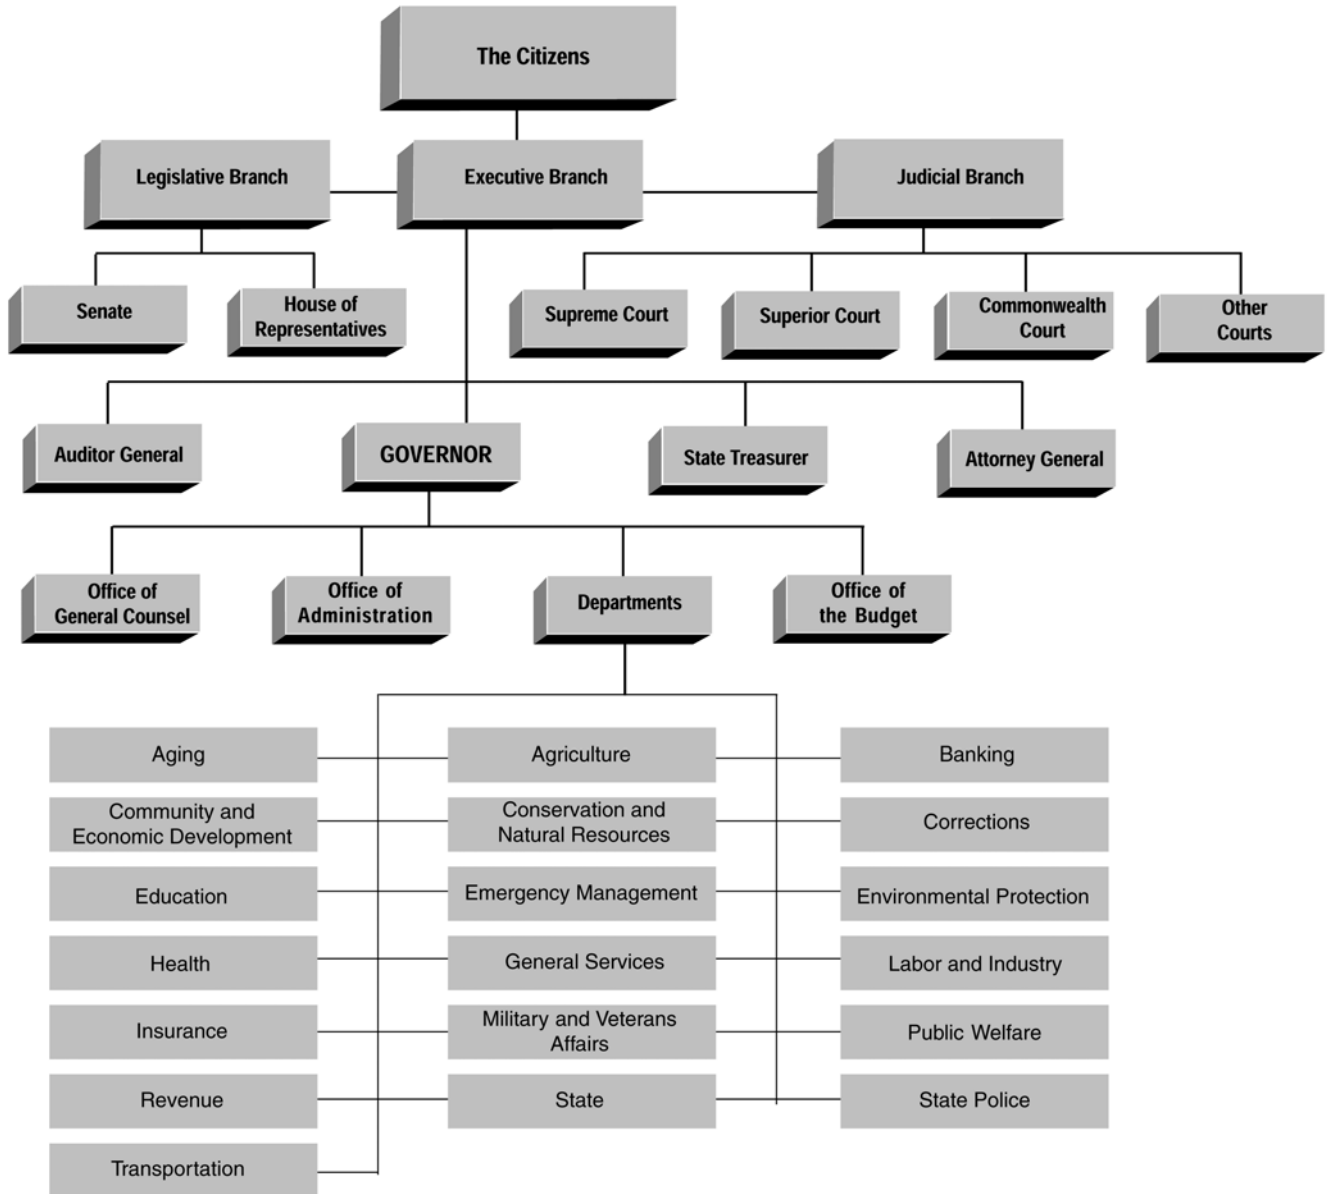 The Citizens
Legislative Branch
Executive Branch
Judicial Branch
Senate
House of
Representatives
Supreme Court
Superior Court
Commonwealth
Court
Other
Courts
Auditor General
GOVERNOR
State Treasurer
Attorney General
Office of
General Counsel
Office of
Administration
Departments
Office of
the Budget
Aging
Agriculture
Banking
Community and
Economic Development
Conservation and
Natural Resources
Corrections
Education
Emergency Management
Environmental Protection
Health
General Services
Labor and Industry
Insurance
Military and Veterans
Affairs
Public Welfare
Revenue
State
State Police
Transportation